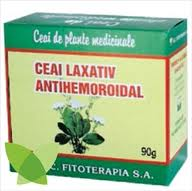 Ceai de plante medicinale
CEAI LAXATIV
ANTIHEMOROIDAL
90g
S.C. FITOTERAPIA S.A.